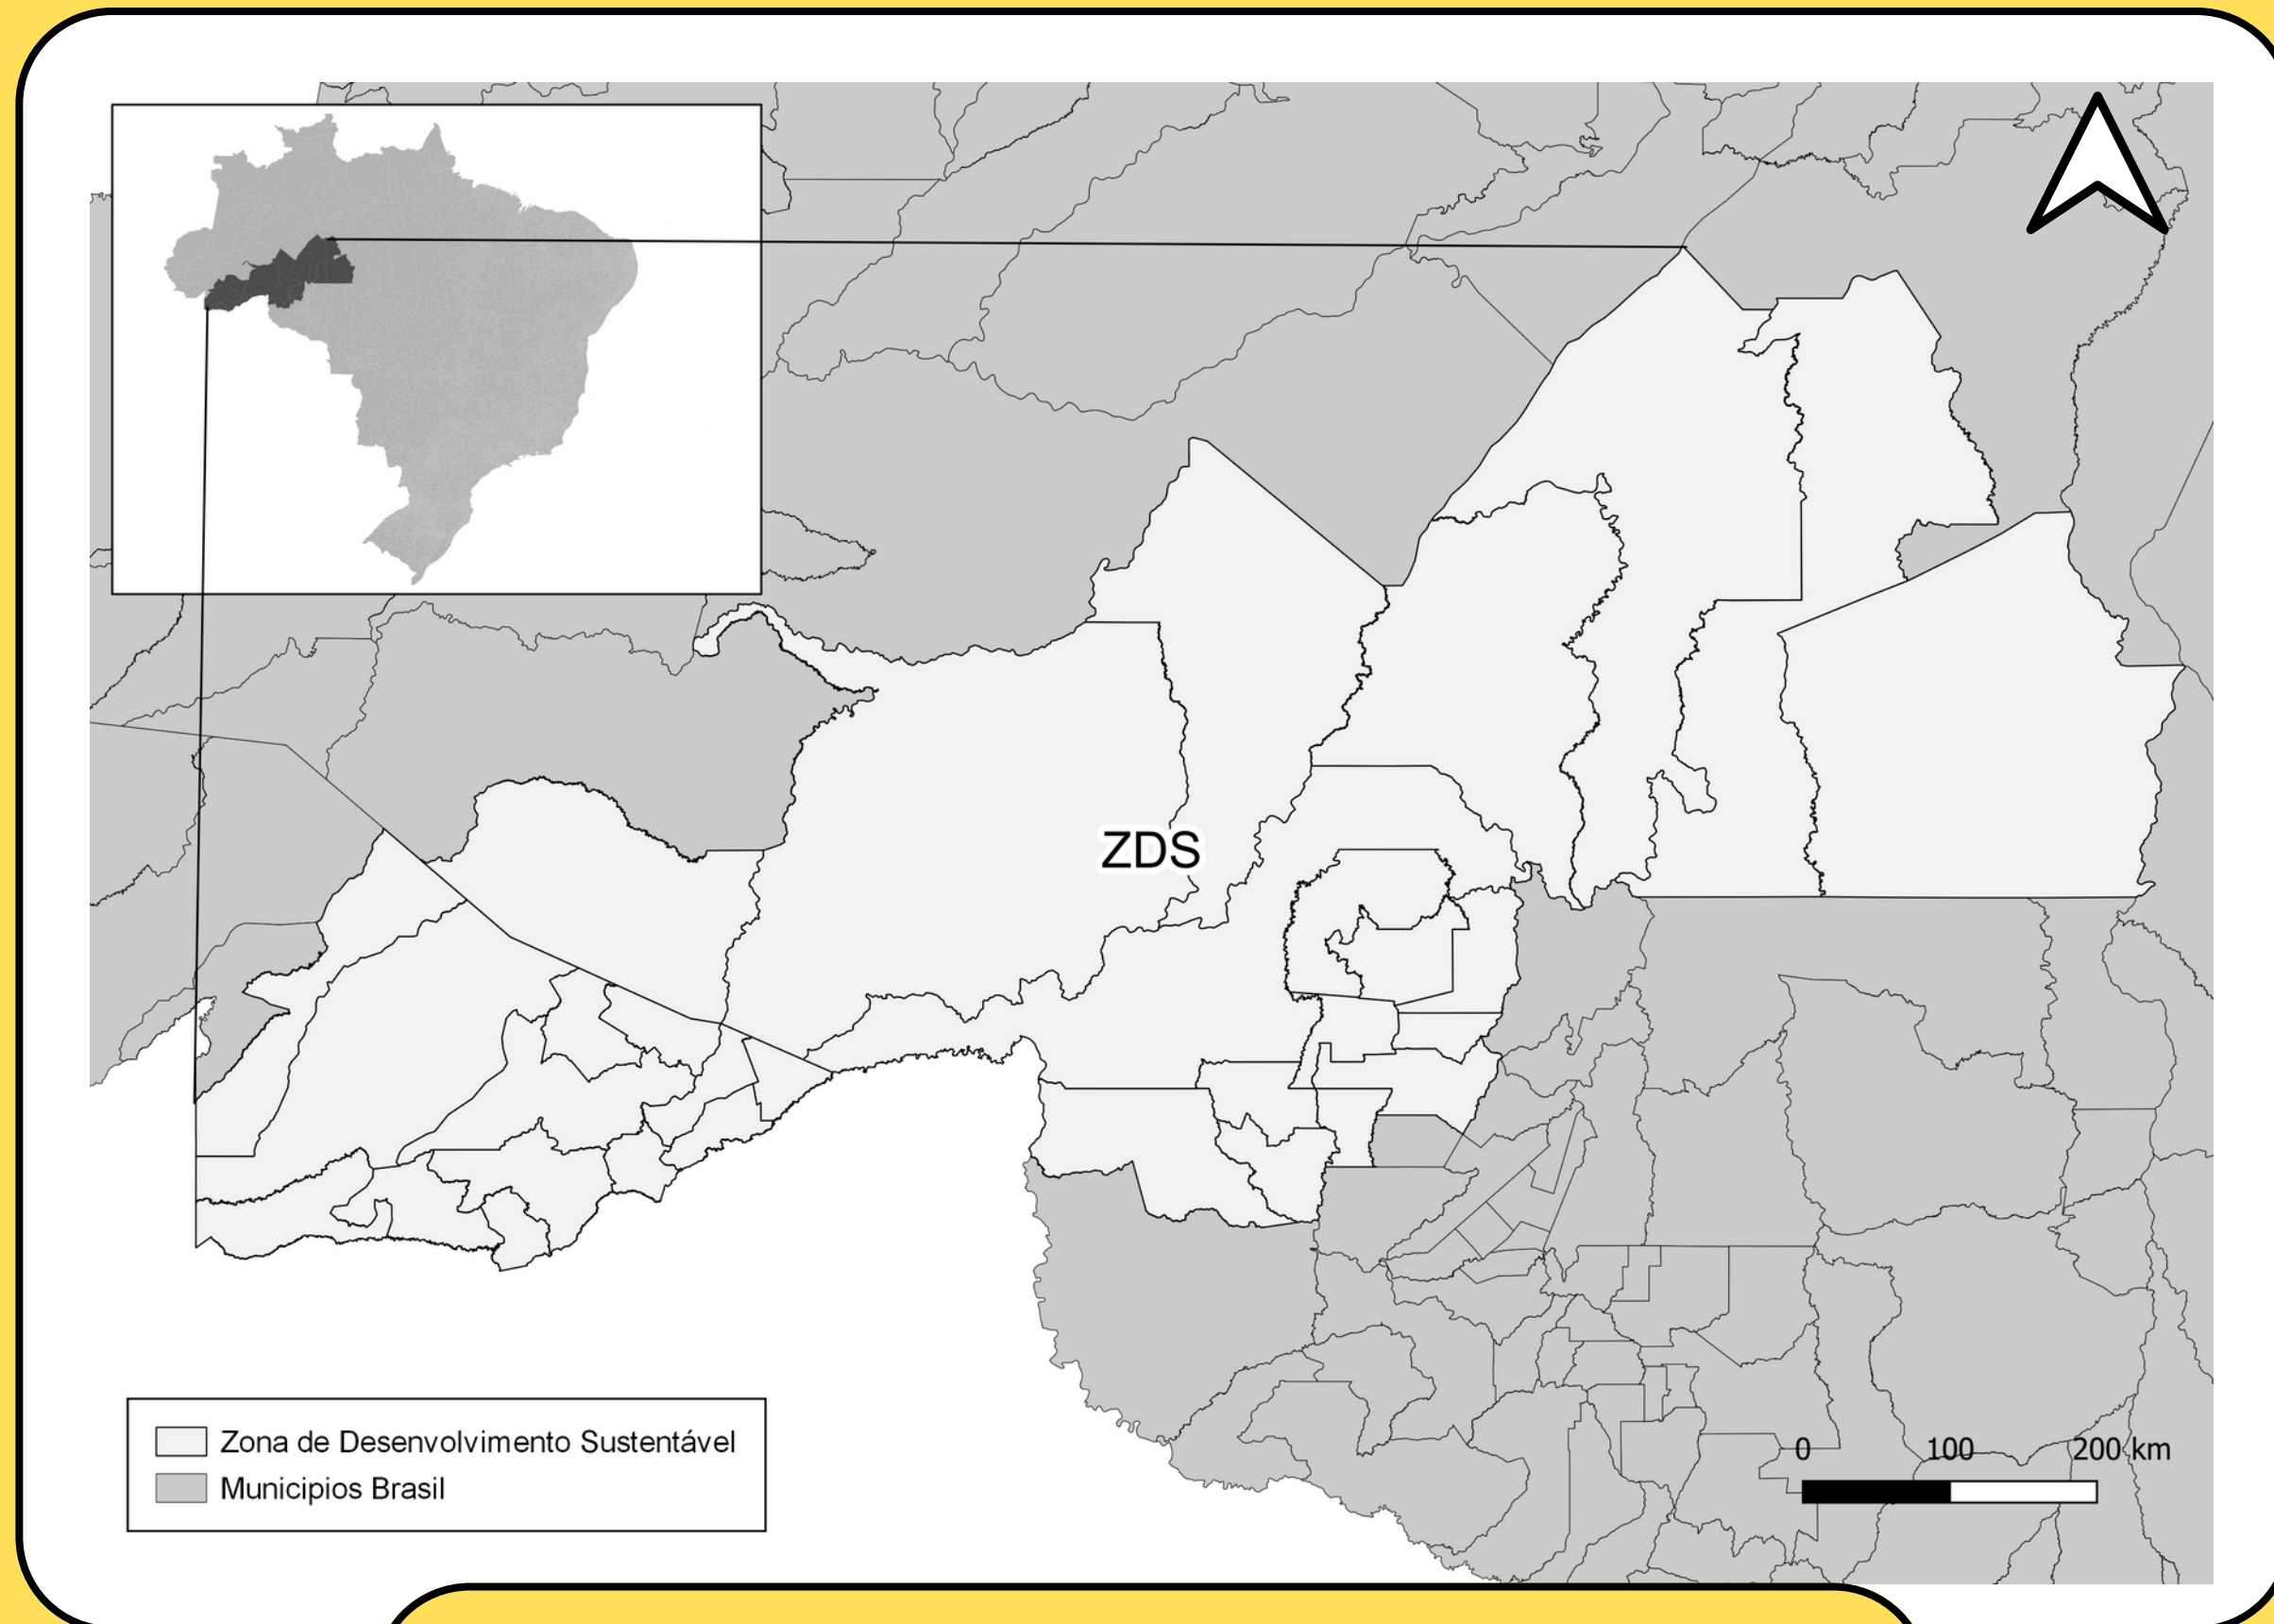 ZDS
Zona de Desenvolvimento Sustentável
Municipios Brasil
0 100 200 km